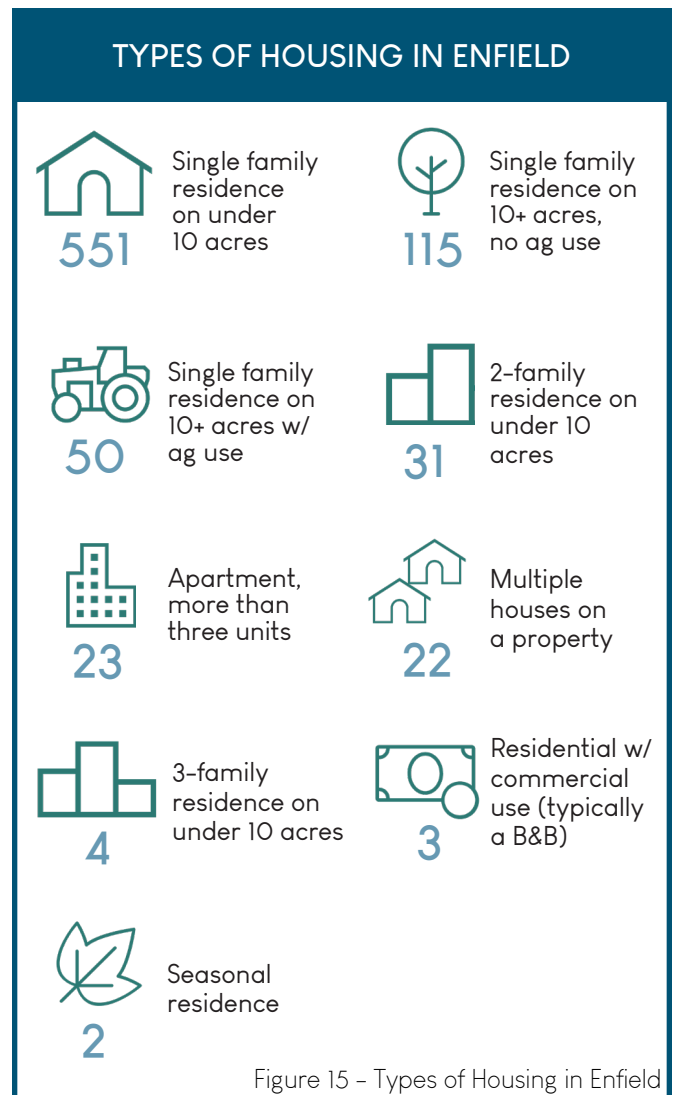 TYPES OF HOUSING IN ENFIELD
Single family
residence
on under
10 acres
551
Single family
residence on
10+ acres,
no ag use
115
Single family
residence on
10+ acres w/
ag use
50
2-family
residence on
under 10
acres
31
Apartment,
more than
three units
23
Multiple
houses on
a property
22
3-family
residence on
under 10 acres
4
Residential w/
commercial
use (typically
a B&B)
3
Seasonal
residence
2
Figure 15 – Types of Housing in Enfield